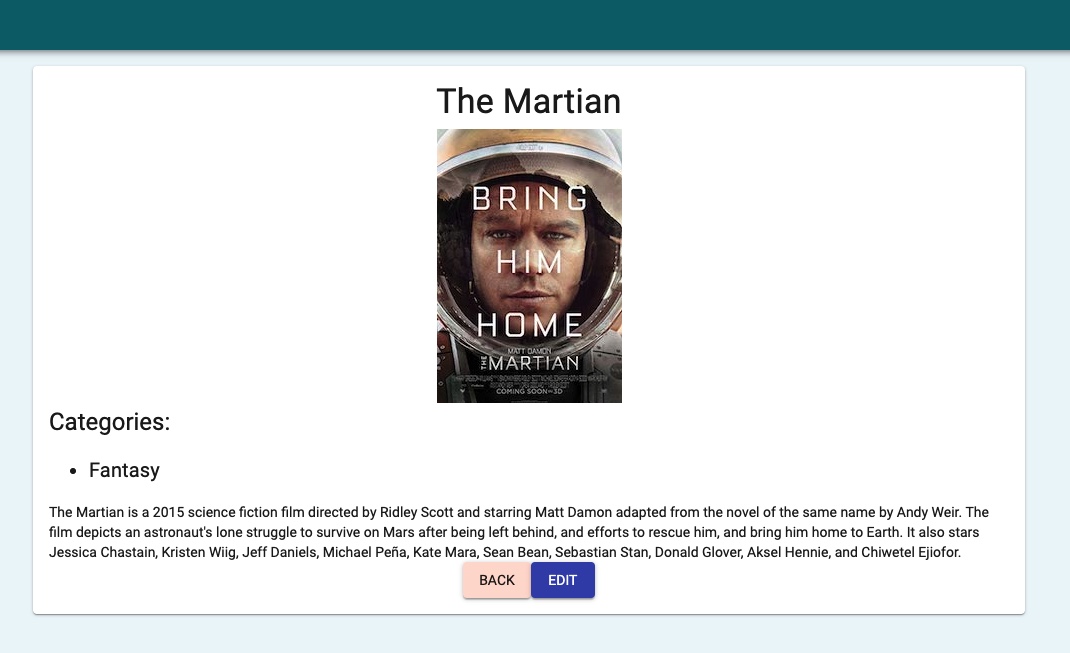 The Martian
BRING
HIM
HOME
MATT DAMON
THE MARTIAN
COMING SOON IN 3D
Categories:
• Fantasy
The Martian is a 2015 science fiction film directed by Ridley Scott and starring Matt Damon adapted from the novel of the same name by Andy Weir. The
film depicts an astronaut's lone struggle to survive on Mars after being left behind, and efforts to rescue him, and bring him home to Earth. It also stars
Jessica Chastain, Kristen Wiig, Jeff Daniels, Michael Peña, Kate Mara, Sean Bean, Sebastian Stan, Donald Glover, Aksel Hennie, and Chiwetel Ejiofor.
BACK EDIT